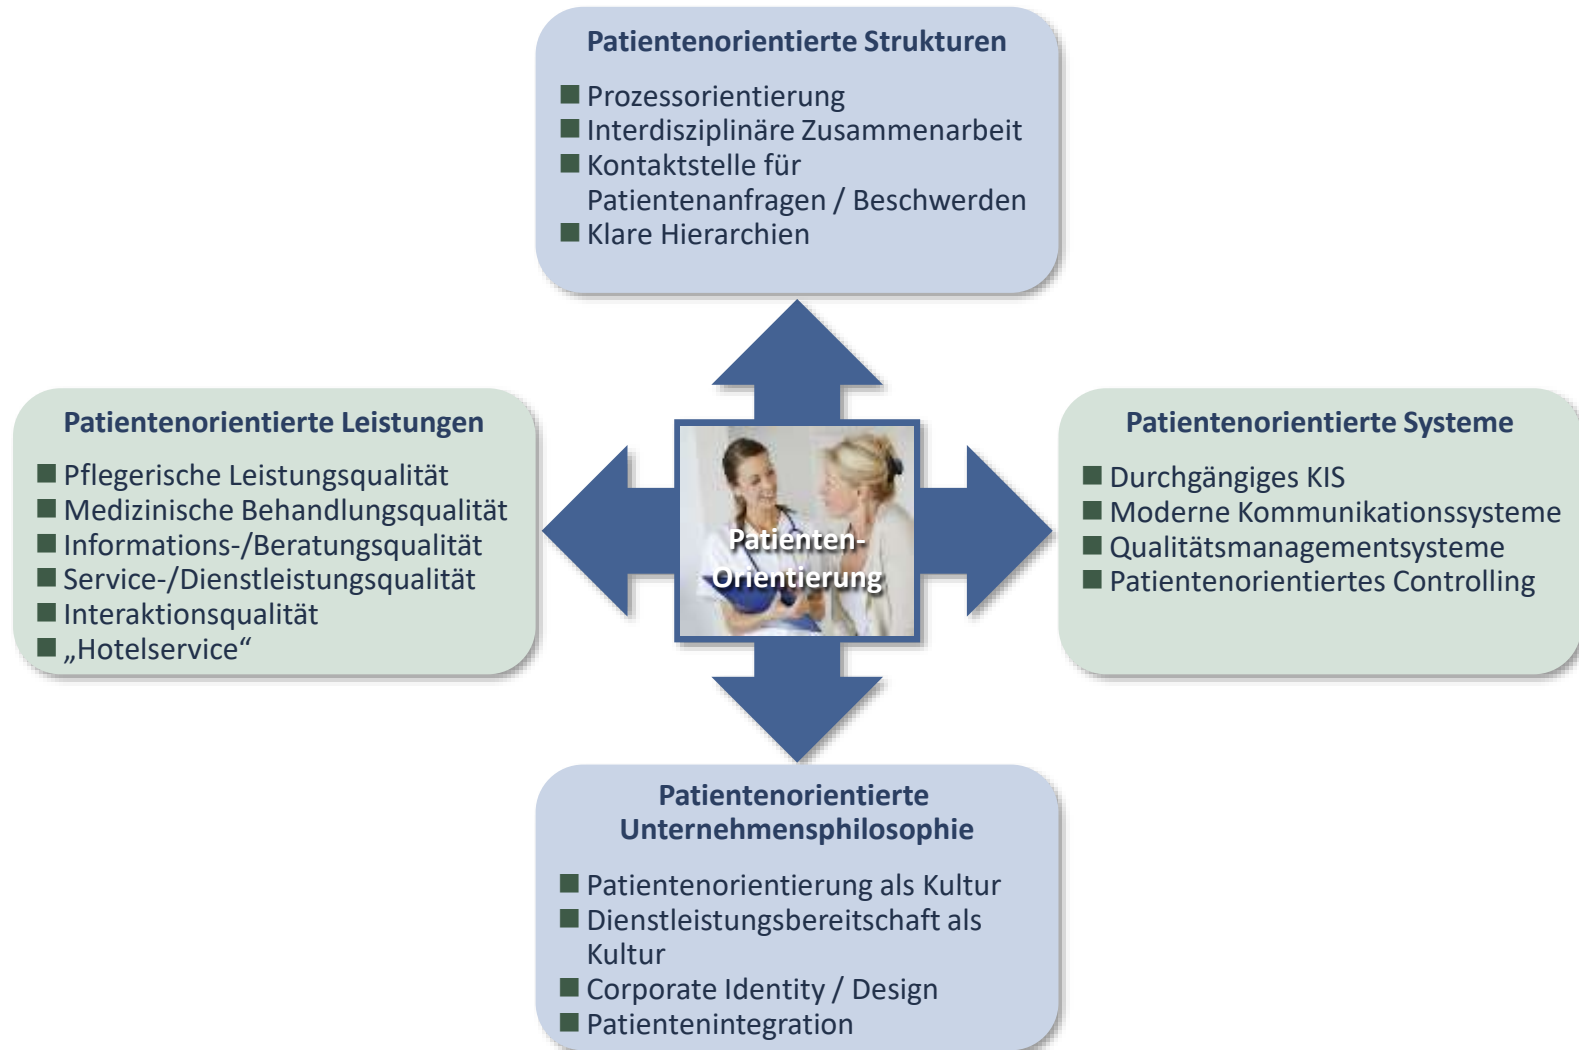 Patientenorientierte Strukturen
Prozessorientierung
Interdisziplinäre Zusammenarbeit
Kontaktstelle für
Patientenanfragen / Beschwerden
Klare Hierarchien
Patientenorientierte Leistungen
Pflegerische Leistungsqualität
Medizinische Behandlungsqualität
Informations-/Beratungsqualität
Service-/Dienstleistungsqualität
Interaktionsqualität
„Hotelservice“
Patienten-
Orientierung
Patientenorientierte Systeme
Durchgängiges KIS
Moderne Kommunikationssysteme
Qualitätsmanagementsysteme
Patientenorientiertes Controlling
Patientenorientierte
Unternehmensphilosophie
Patientenorientierung als Kultur
Dienstleistungsbereitschaft als
Kultur
Corporate Identity / Design
Patientenintegration